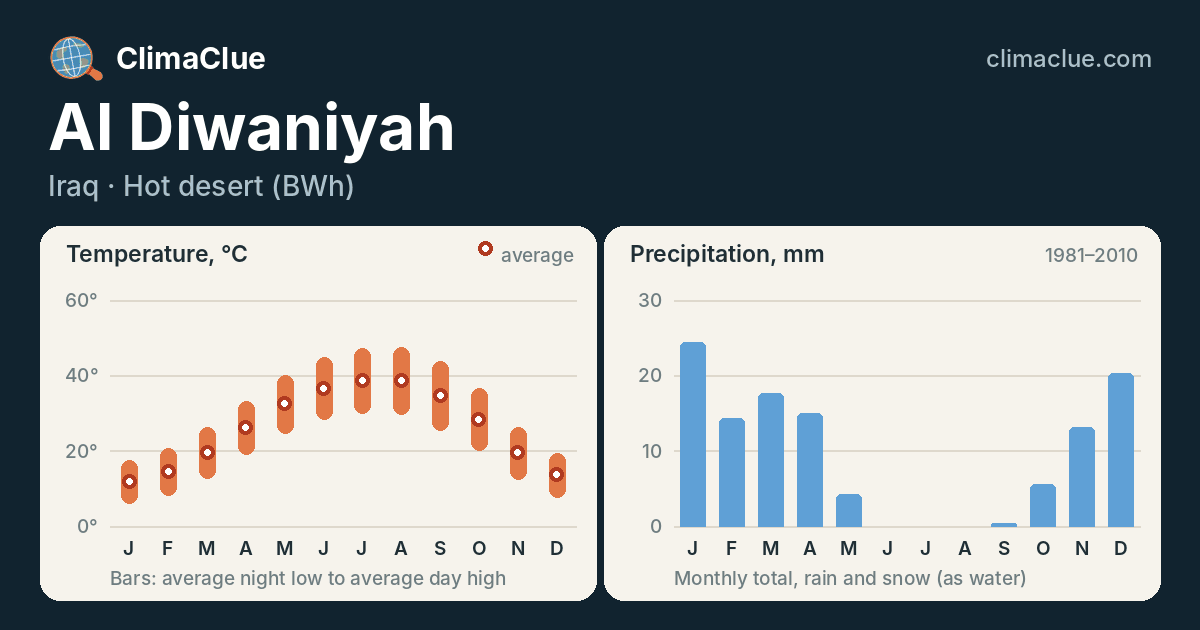 ClimaClue
climaclue.com
Al Diwaniyah
Iraq · Hot desert (BWh)
Temperature, °C
average
60°
40°
20°
0°
J F M A M J J A S O N D
Bars: average night low to average day high
Precipitation, mm
1981–2010
30
20
10
0
J F M A M J J A S O N D
Monthly total, rain and snow (as water)